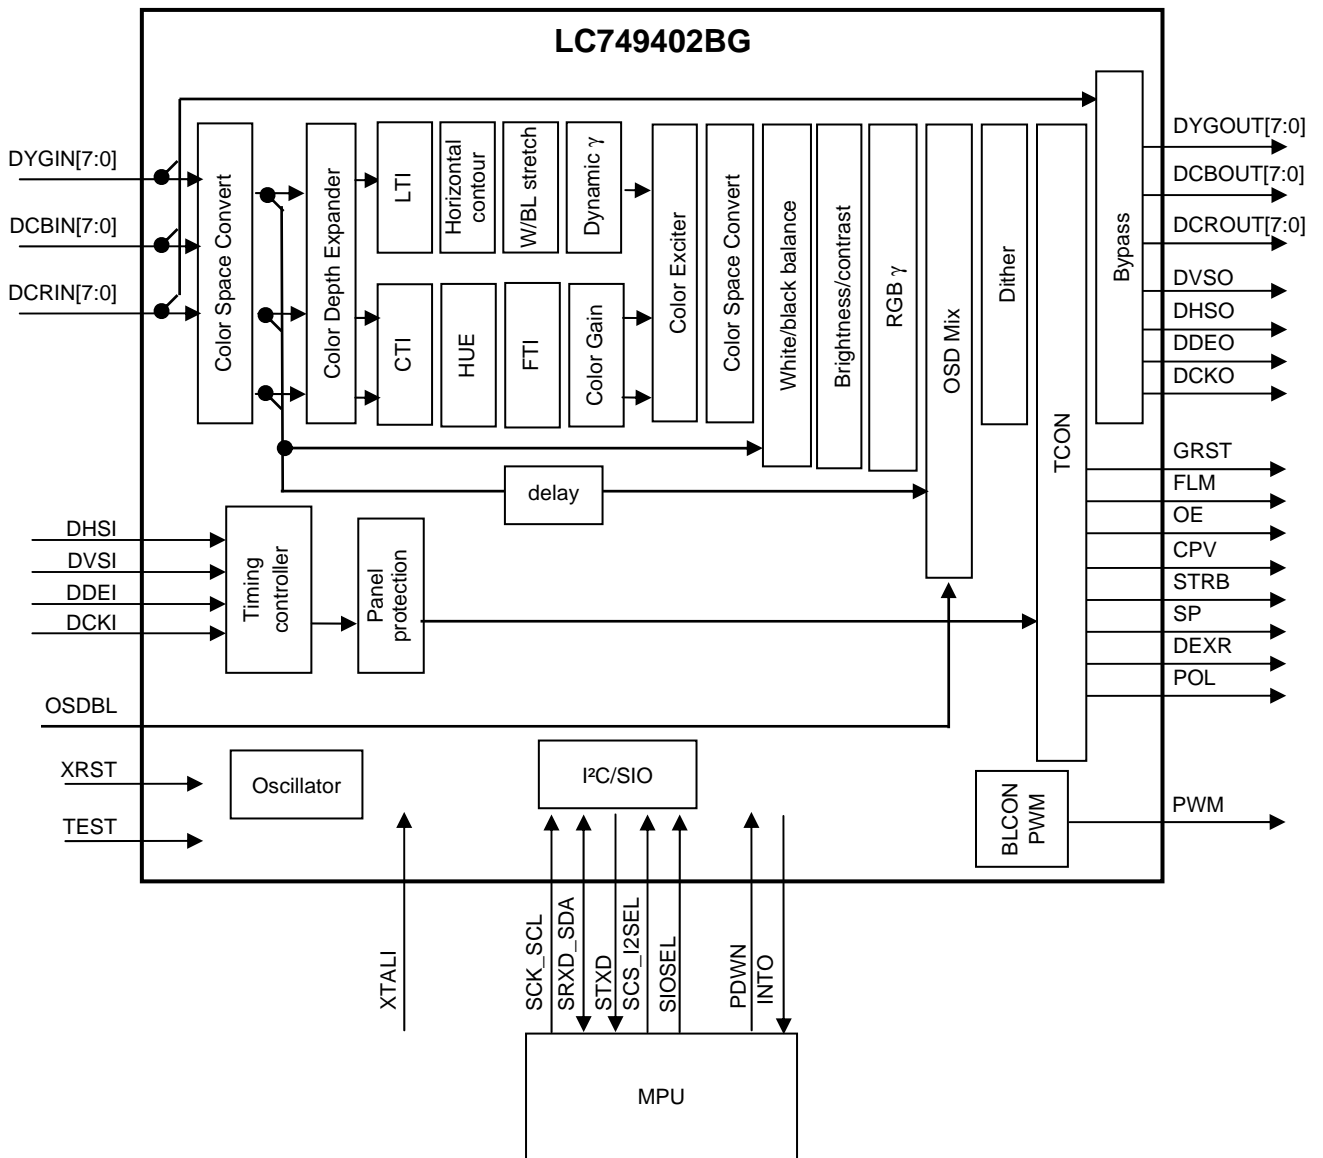 LC749402BG
DYGIN[7:0]
DCBIN[7:0]
DCRIN[7:0]
Color Space Convert
Color Depth Expander
LTI
Horizontal
contour
W/BL stretch
Dynamic γ
CTI
HUE
FTI
Color Gain
Color Exciter
Color Space Convert
White/black balance
Brightness/contrast
RGB γ
OSD Mix
Dither
TCON
Bypass
DYGOUT[7:0]
DCBOUT[7:0]
DCROUT[7:0]
DVSO
DHSO
DDEO
DCKO
GRST
FLM
OE
CPV
STRB
SP
DEXR
POL
delay
DHSI
DVSI
DDEI
DCKI
Timing
controller
Panel
protection
OSDBL
XRST
TEST
Oscillator
I²C/SIO
BLCON
PWM
PWM
XTALI
SCK_SCL
SRXD_SDA
STXD
SCS_I2SEL
SIOSEL
PDWN
INTO
MPU